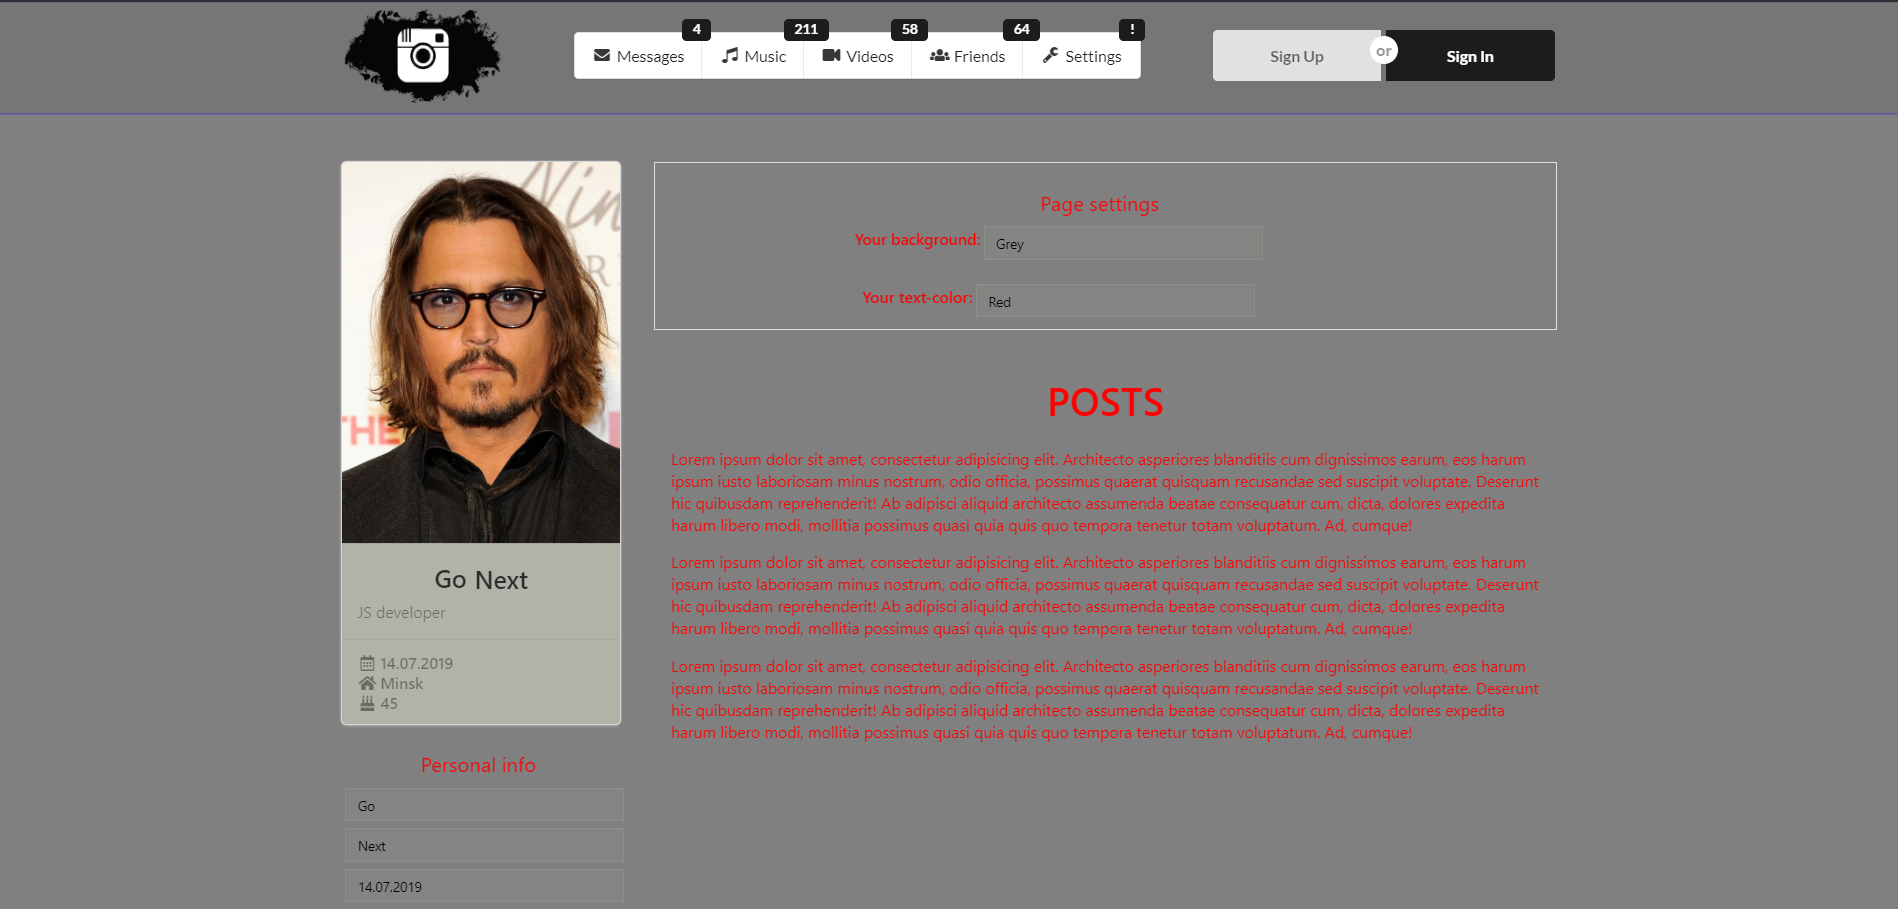 4
211
58
64
!
Messages
Music
Videos
Friends
Settings
Sign Up
or
Sign In
THE
Go Next
JS developer
14.07.2019
Minsk
45
Personal info
Go
Next
14.07.2019
Page settings
Your background: Grey
Your text-color: Red
POSTS
Lorem ipsum dolor sit amet, consectetur adipisicing elit. Architecto asperiores blanditiis cum dignissimos earum, eos harum
ipsum iusto laboriosam minus nostrum, odio officia, possimus quaerat quisquam recusandae sed suscipit voluptate. Deserunt
hic quibusdam reprehenderit! Ab adipisci aliquid architecto assumenda beatae consequatur cum, dicta, dolores expedita
harum libero modi, mollitia possimus quasi quia quis quo tempora tenetur totam voluptatum. Ad, cumque!
Lorem ipsum dolor sit amet, consectetur adipisicing elit. Architecto asperiores blanditiis cum dignissimos earum, eos harum
ipsum iusto laboriosam minus nostrum, odio officia, possimus quaerat quisquam recusandae sed suscipit voluptate. Deserunt
hic quibusdam reprehenderit! Ab adipisci aliquid architecto assumenda beatae consequatur cum, dicta, dolores expedita
harum libero modi, mollitia possimus quasi quia quis quo tempora tenetur totam voluptatum. Ad, cumque!
Lorem ipsum dolor sit amet, consectetur adipisicing elit. Architecto asperiores blanditiis cum dignissimos earum, eos harum
ipsum iusto laboriosam minus nostrum, odio officia, possimus quaerat quisquam recusandae sed suscipit voluptate. Deserunt
hic quibusdam reprehenderit! Ab adipisci aliquid architecto assumenda beatae consequatur cum, dicta, dolores expedita
harum libero modi, mollitia possimus quasi quia quis quo tempora tenetur totam voluptatum. Ad, cumque!